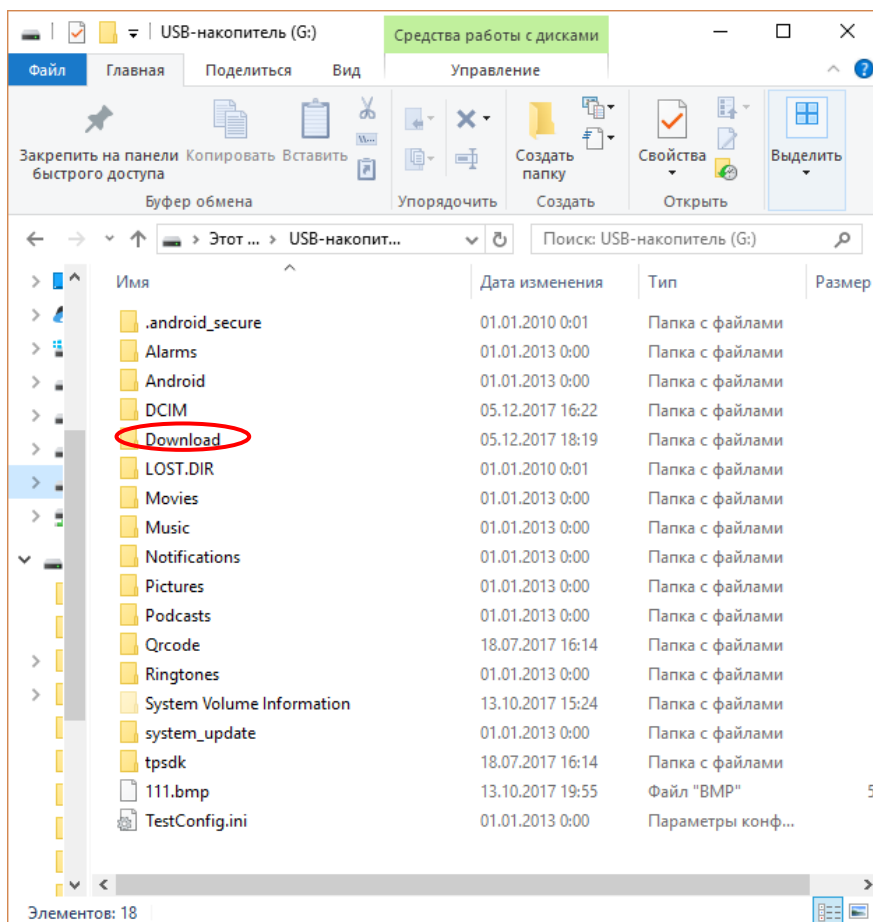 USB-накопитель (G:)
Средства работы с дисками
Файл Главная Поделиться Вид Управление
Закрепить на панели быстрого доступа
Копировать Вставить
Создать папку
Свойства
Выделить
Буфер обмена Упорядочить Создать Открыть
Этот ... USB-накопит... Поиск: USB-накопитель (G:)
Имя Дата изменения Тип Размер
.android_secure 01.01.2010 0:01 Папка с файлами
Alarms 01.01.2013 0:00 Папка с файлами
Android 01.01.2013 0:00 Папка с файлами
DCIM 05.12.2017 16:22 Папка с файлами
Download 05.12.2017 18:19 Папка с файлами
LOST.DIR 01.01.2010 0:01 Папка с файлами
Movies 01.01.2013 0:00 Папка с файлами
Music 01.01.2013 0:00 Папка с файлами
Notifications 01.01.2013 0:00 Папка с файлами
Pictures 01.01.2013 0:00 Папка с файлами
Podcasts 01.01.2013 0:00 Папка с файлами
Qrcode 18.07.2017 16:14 Папка с файлами
Ringtones 01.01.2013 0:00 Папка с файлами
System Volume Information 13.10.2017 15:24 Папка с файлами
system_update 01.01.2013 0:00 Папка с файлами
tpsdk 18.07.2017 16:14 Папка с файлами
111.bmp 13.10.2017 19:55 Файл "BMP" 5
TestConfig.ini 01.01.2013 0:00 Параметры конф...
Элементов: 18